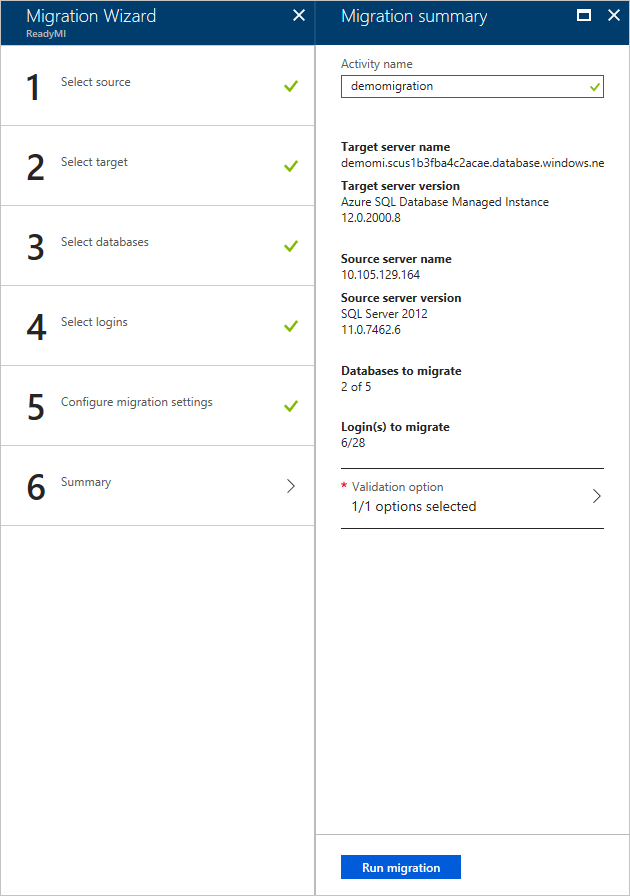 Migration Wizard
ReadyMI
1 Select source
2 Select target
3 Select databases
4 Select logins
5 Configure migration settings
6 Summary
Migration summary
Activity name
demomigration
Target server name
demomi.scus1b3fba4c2acae.database.windows.ne
Target server version
Azure SQL Database Managed Instance
12.0.2000.8
Source server name
10.105.129.164
Source server version
SQL Server 2012
11.0.7462.6
Databases to migrate
2 of 5
Login(s) to migrate
6/28
* Validation option
1/1 options selected
Run migration